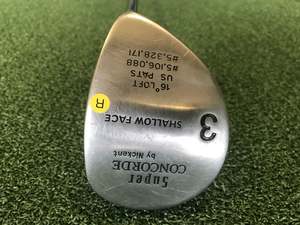 Super
CONCORDE
by Nickent
3
SHALLOW FACE
R
16° LOFT
US PATS
#5,106,088
#5,328,171